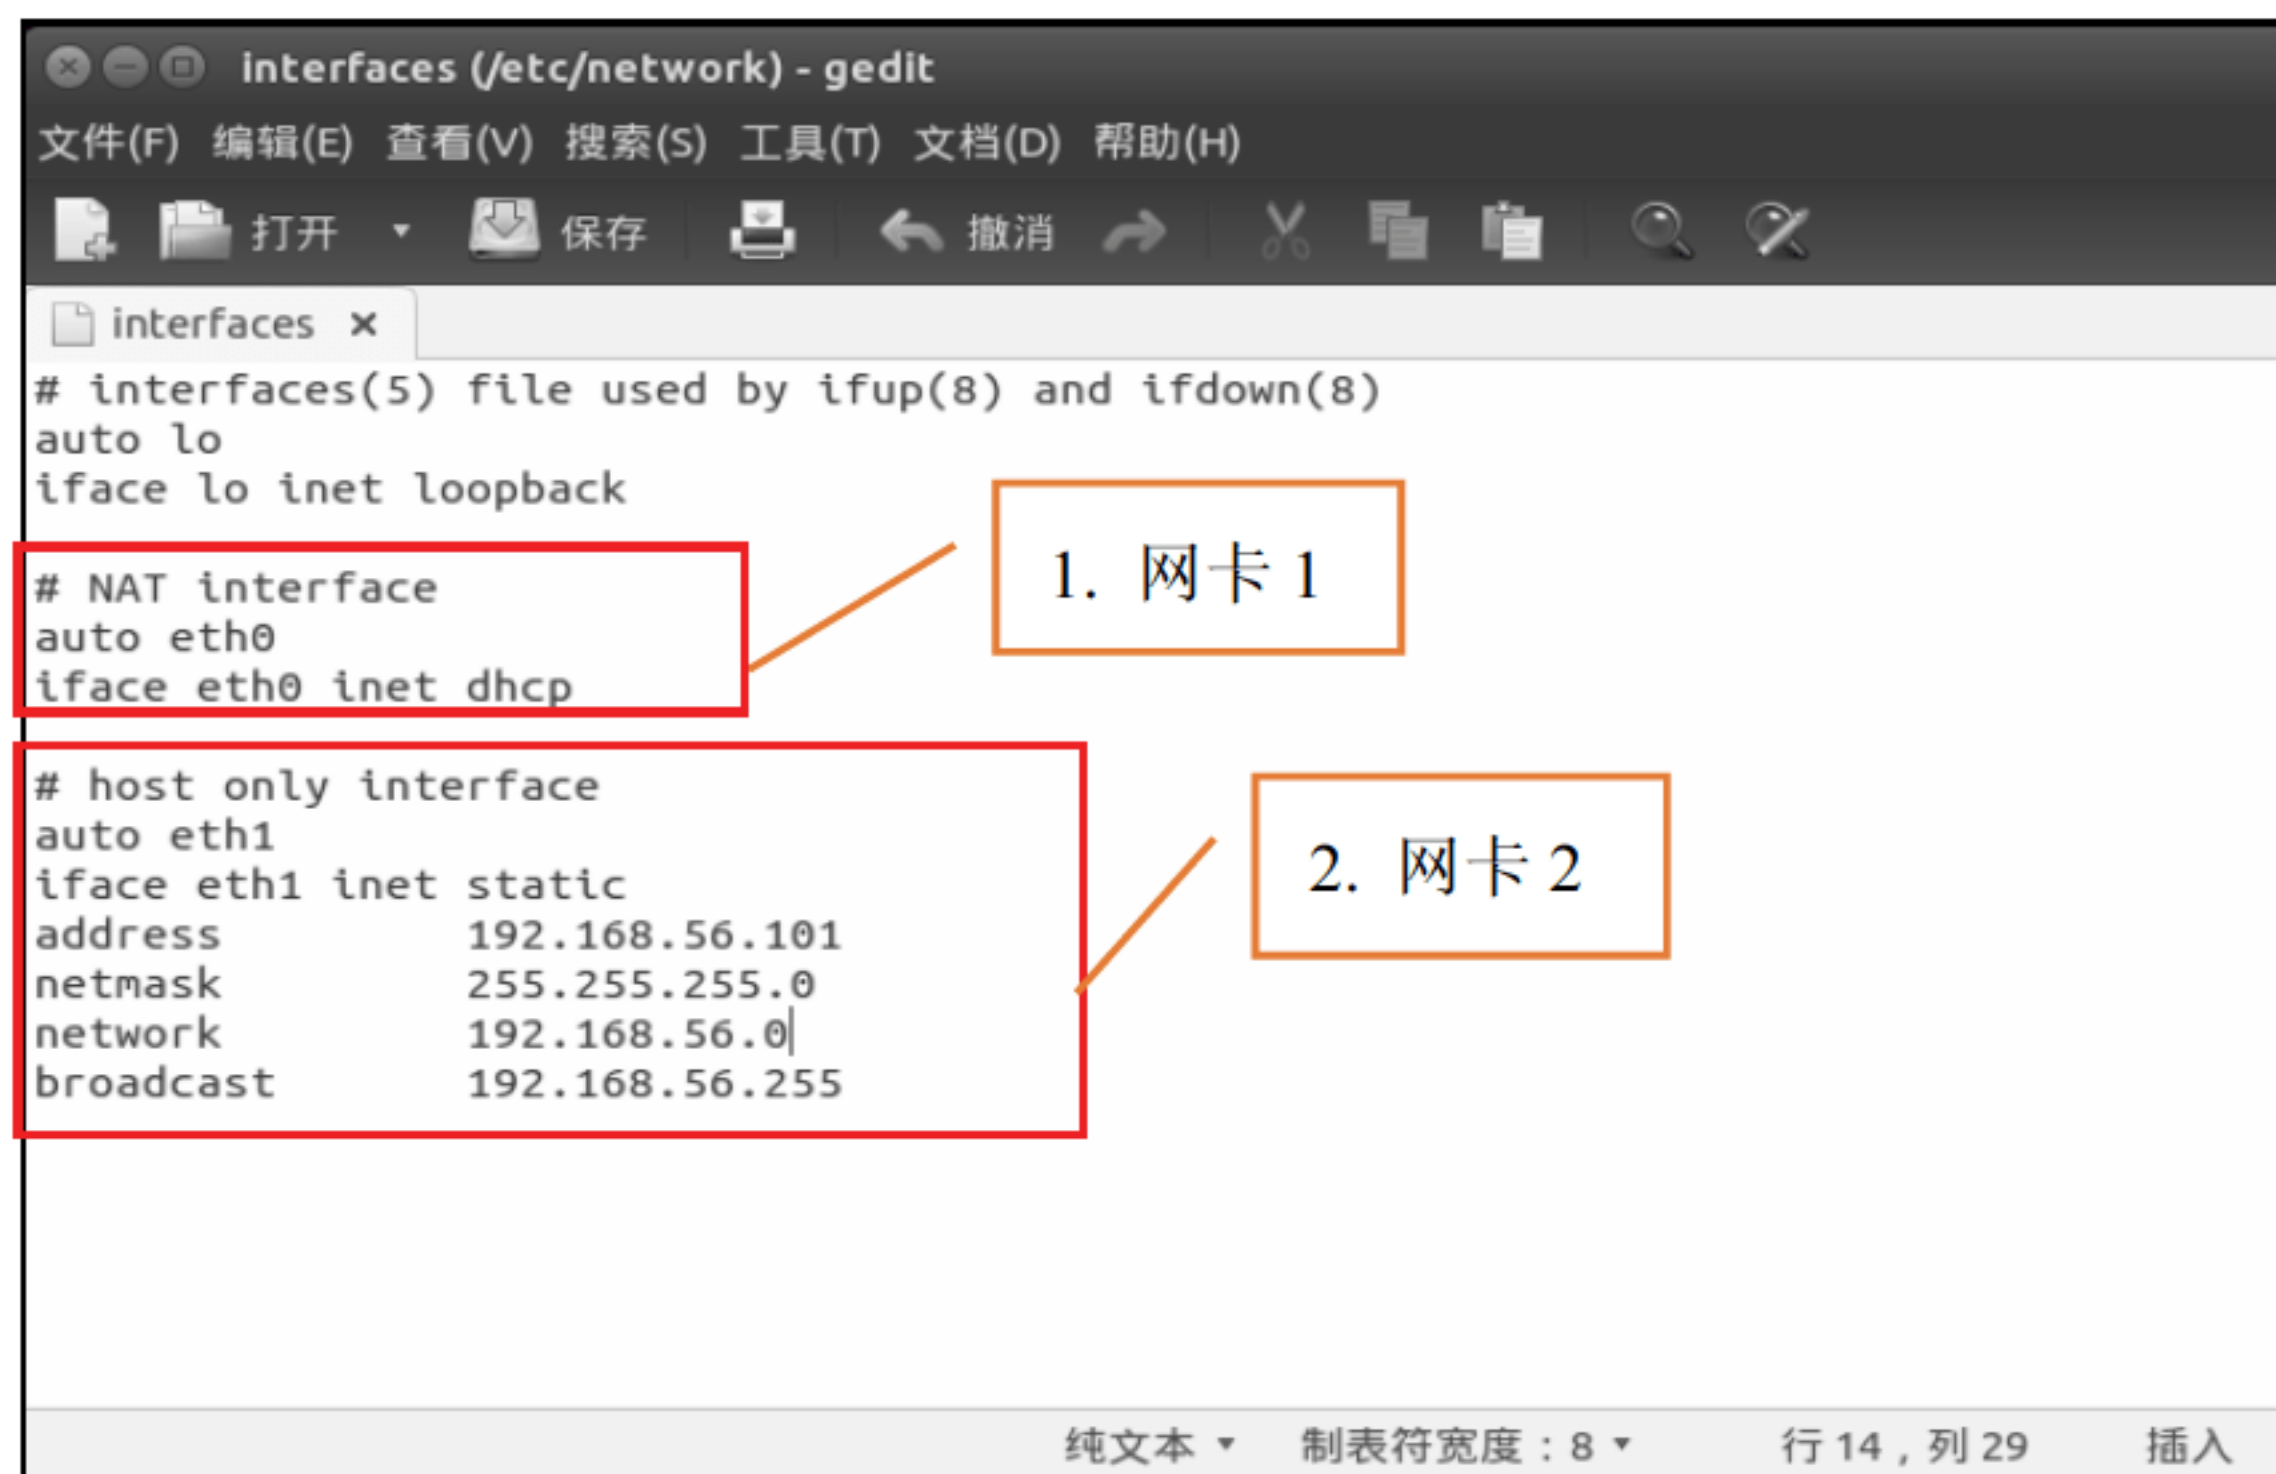 interfaces (/etc/network) - gedit
文件(F) 编辑(E) 查看(V) 搜索(S) 工具(T) 文档(D) 帮助(H)
打开 保存 撤消
interfaces
# interfaces(5) file used by ifup(8) and ifdown(8)
auto lo
iface lo inet loopback
1. 网卡 1
# NAT interface
auto eth0
iface eth0 inet dhcp
# host only interface
auto eth1
iface eth1 inet static
2. 网卡 2
address 192.168.56.101
netmask 255.255.255.0
network 192.168.56.0
broadcast 192.168.56.255
纯文本 制表符宽度：8 行 14，列 29 插入